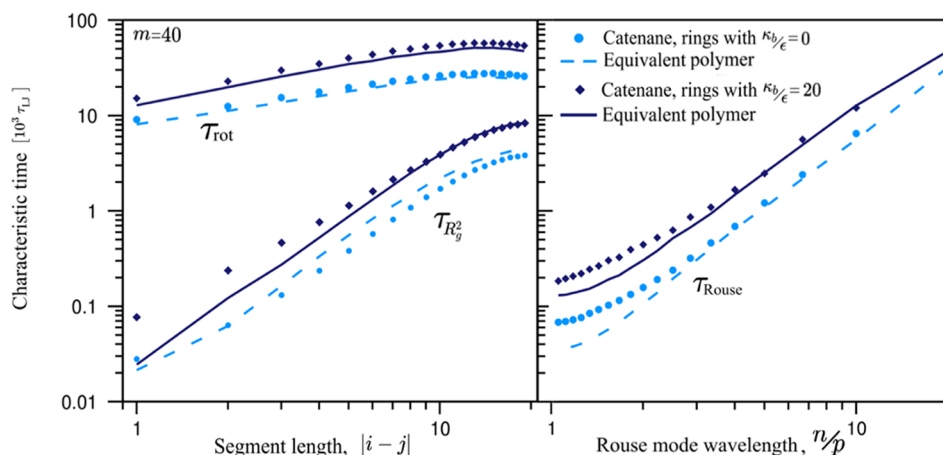 100
10
1
0.1
0.01
Characteristic time [10³ τ_LJ]
m=40
τ_rot
τ_{R_g^2}
1
10
Segment length, |i − j|
Catenane, rings with κ_b/ϵ=0
Equivalent polymer
Catenane, rings with κ_b/ϵ=20
Equivalent polymer
τ_Rouse
1
10
Rouse mode wavelength, n/p